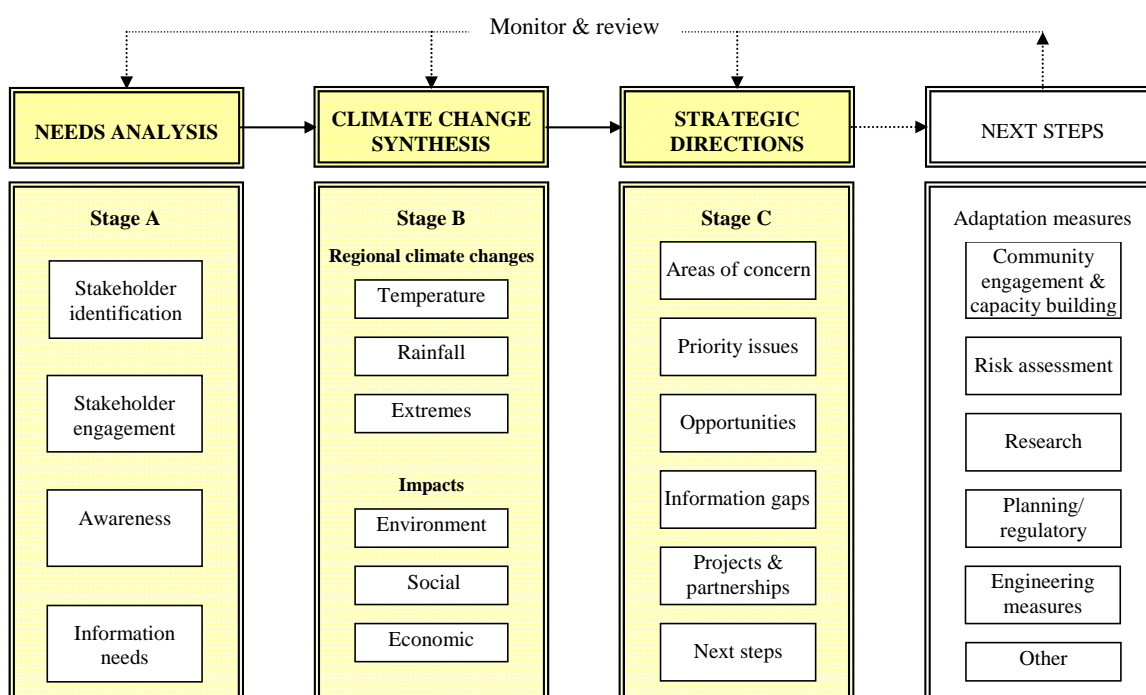 Monitor & review
NEEDS ANALYSIS
CLIMATE CHANGE
SYNTHESIS
STRATEGIC
DIRECTIONS
NEXT STEPS
Stage A
Stakeholder
identification
Stakeholder
engagement
Awareness
Information
needs
Stage B
Regional climate changes
Temperature
Rainfall
Extremes
Impacts
Environment
Social
Economic
Stage C
Areas of concern
Priority issues
Opportunities
Information gaps
Projects &
partnerships
Next steps
Adaptation measures
Community
engagement &
capacity building
Risk assessment
Research
Planning/
regulatory
Engineering
measures
Other